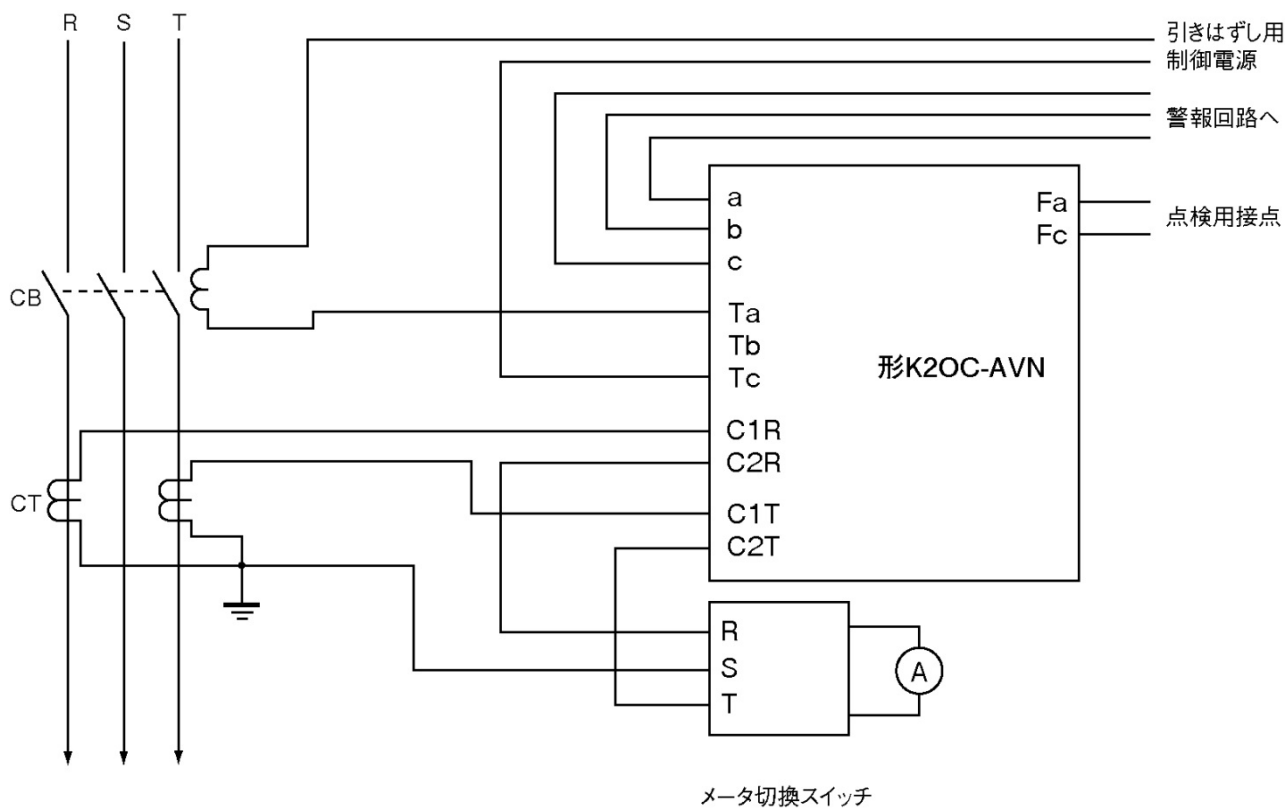 R S T
引きはずし用
制御電源
警報回路へ
a
Fa
点検用接点
b
Fc
c
CB
Ta
Tb
形K2OC-AVN
Tc
C1R
C2R
CT
C1T
C2T
R
S
A
T
メータ切換スイッチ